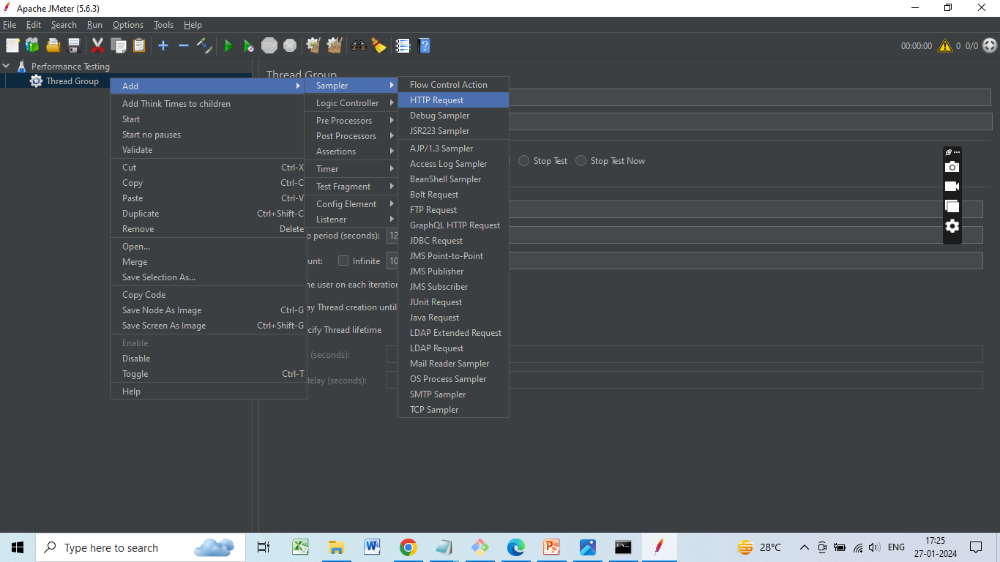 Apache JMeter (5.6.3)
File Edit Search Run Options Tools Help
STOP
00:00:00 0 0/0
Performance Testing
Thread Group
Thread Group
Add
Add Think Times to children
Start
Start no pauses
Validate
Cut Ctrl-X
Copy Ctrl-C
Paste Ctrl-V
Duplicate Ctrl+Shift-C
Remove Delete
Open...
Merge
Save Selection As...
Copy Code
Save Node As Image Ctrl-G
Save Screen As Image Ctrl+Shift-G
Enable
Disable
Toggle Ctrl-T
Help
Sampler
Logic Controller
Pre Processors
Post Processors
Assertions
Timer
Test Fragment
Config Element
Listener
Flow Control Action
HTTP Request
Debug Sampler
JSR223 Sampler
AJP/1.3 Sampler
Access Log Sampler
BeanShell Sampler
Bolt Request
FTP Request
GraphQL HTTP Request
JDBC Request
JMS Point-to-Point
JMS Publisher
JMS Subscriber
JUnit Request
Java Request
LDAP Extended Request
LDAP Request
Mail Reader Sampler
OS Process Sampler
SMTP Sampler
TCP Sampler
Stop Test Stop Test Now
period (seconds): 12
Infinite 10
user on each iteration
Thread creation until
Thread lifetime
(seconds):
delay (seconds):
Type here to search
28°C
ENG
17:25
27-01-2024